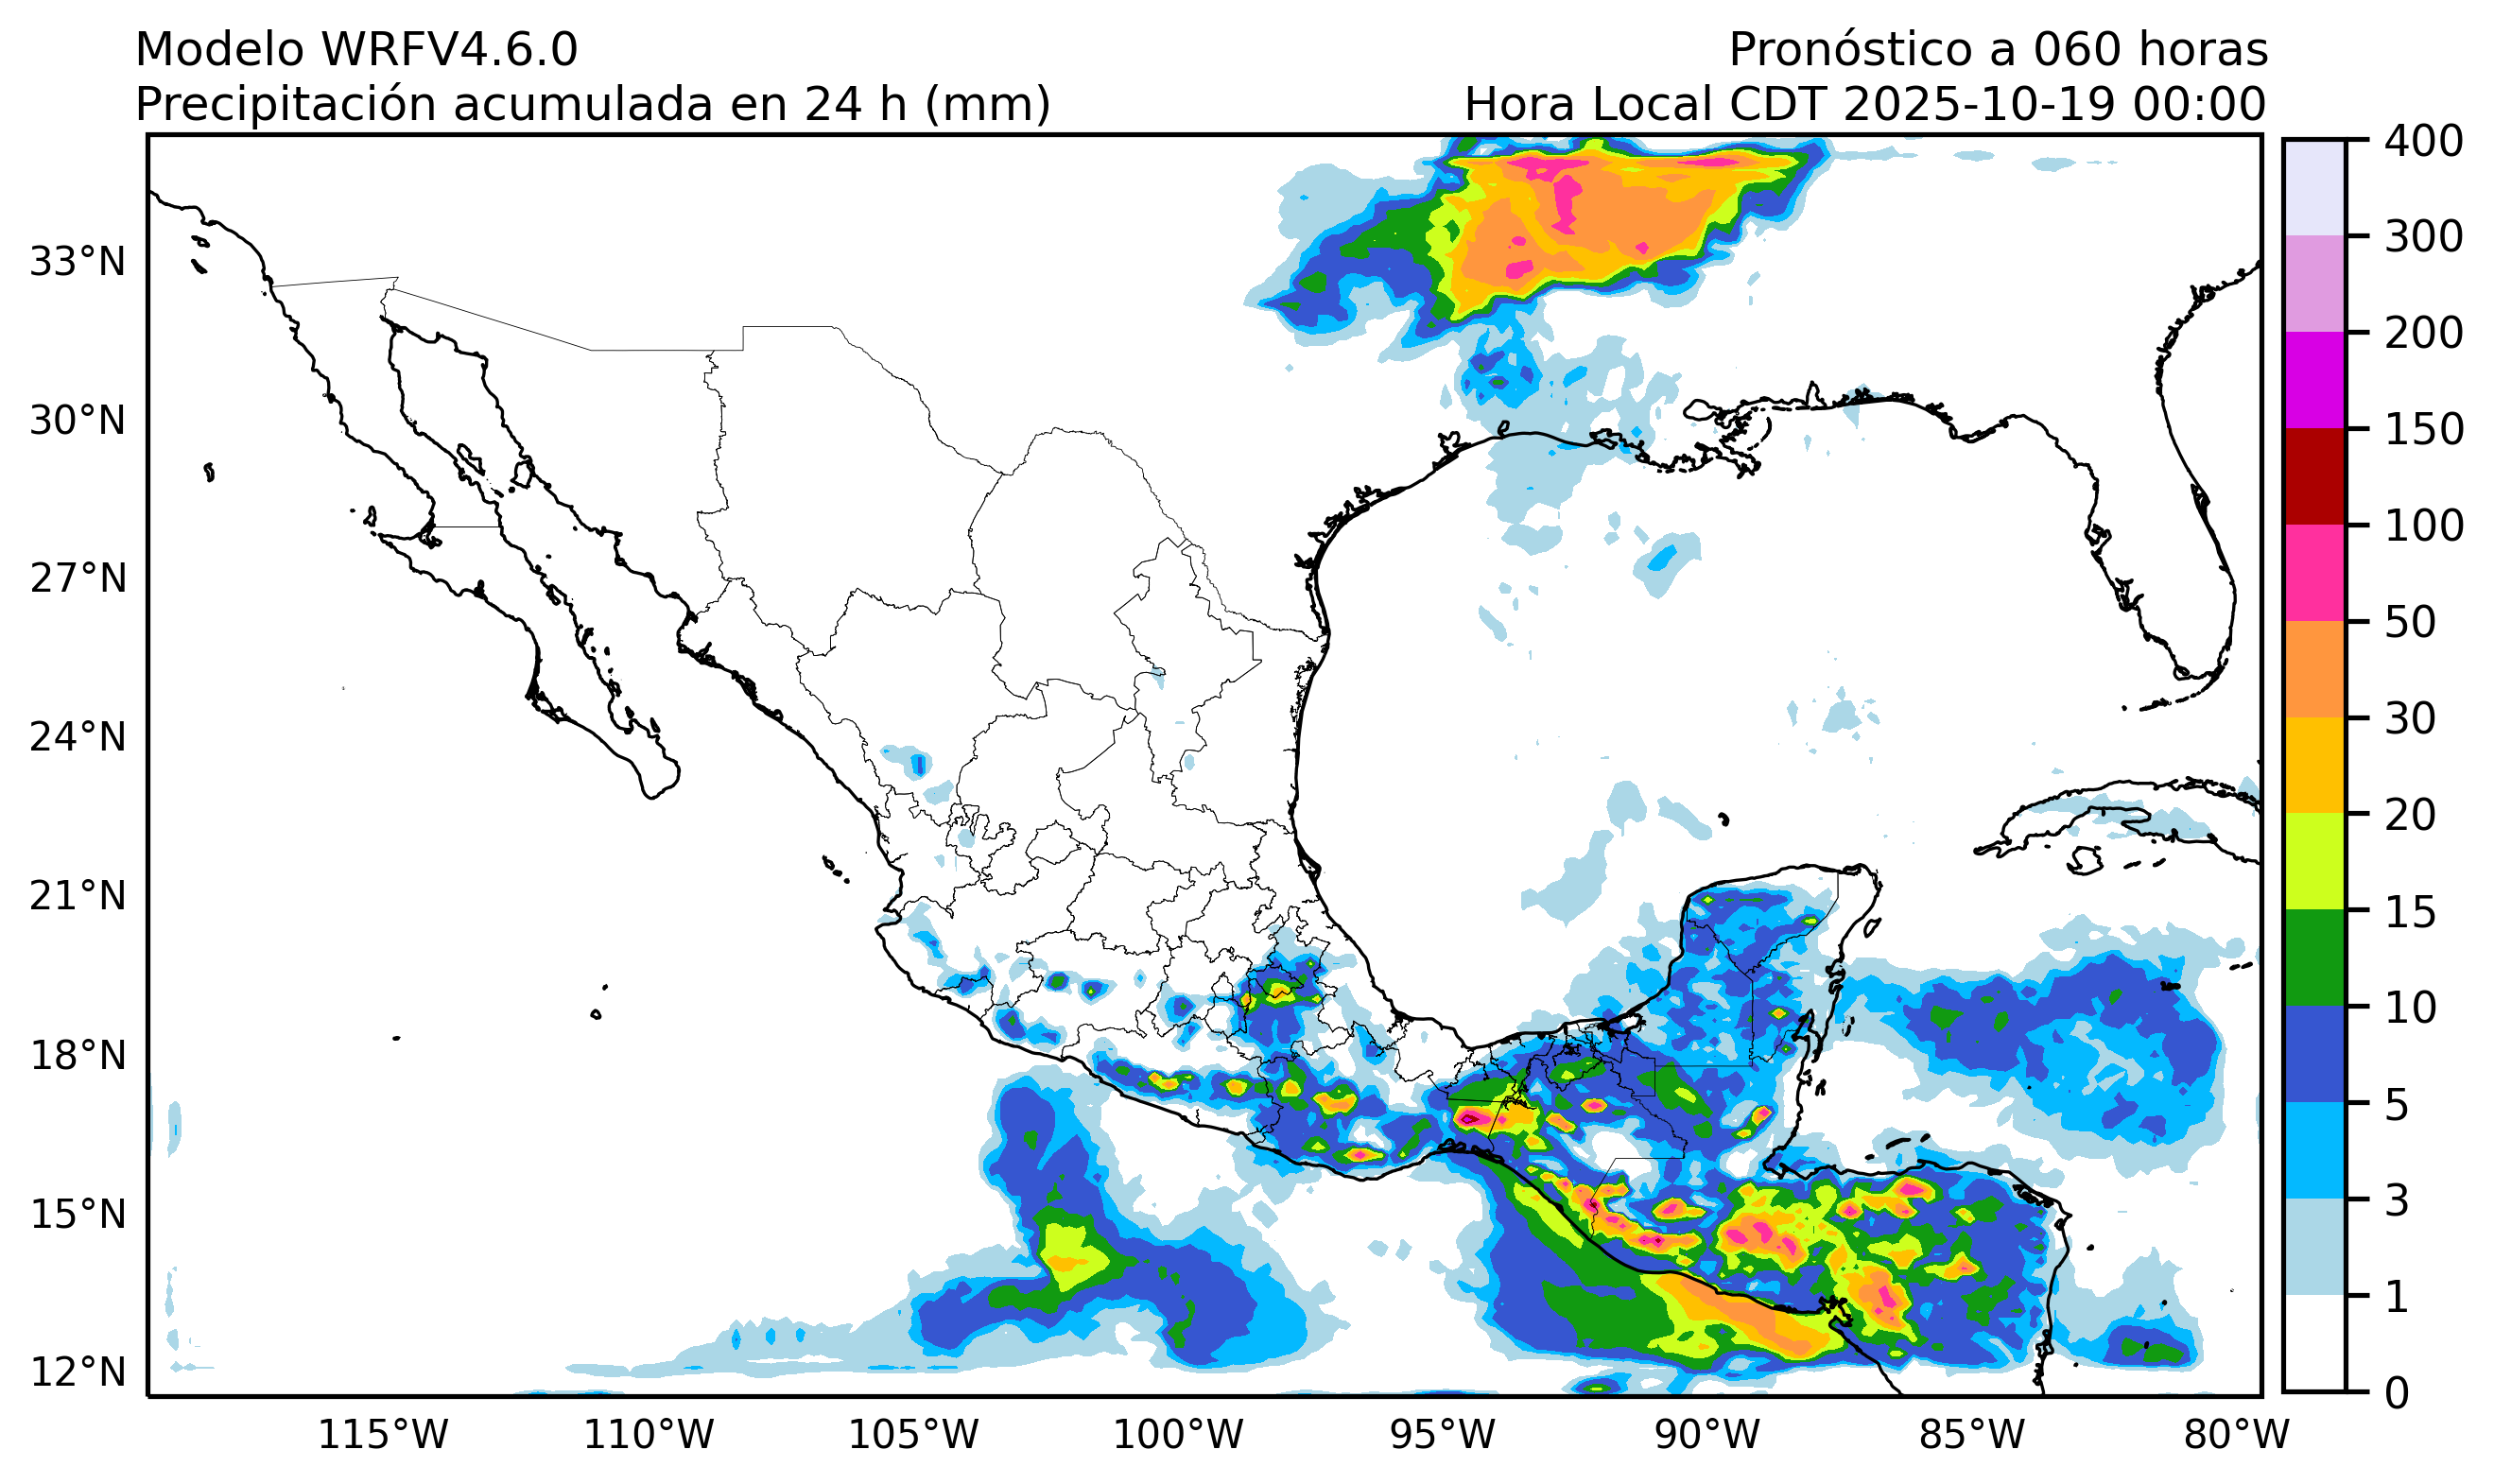 Modelo WRFV4.6.0
Pronóstico a 060 horas
Precipitación acumulada en 24 h (mm)
Hora Local CDT 2025-10-19 00:00
33°N
30°N
27°N
24°N
21°N
18°N
15°N
12°N
115°W
110°W
105°W
100°W
95°W
90°W
85°W
80°W
400
300
200
150
100
50
30
20
15
10
5
3
1
0